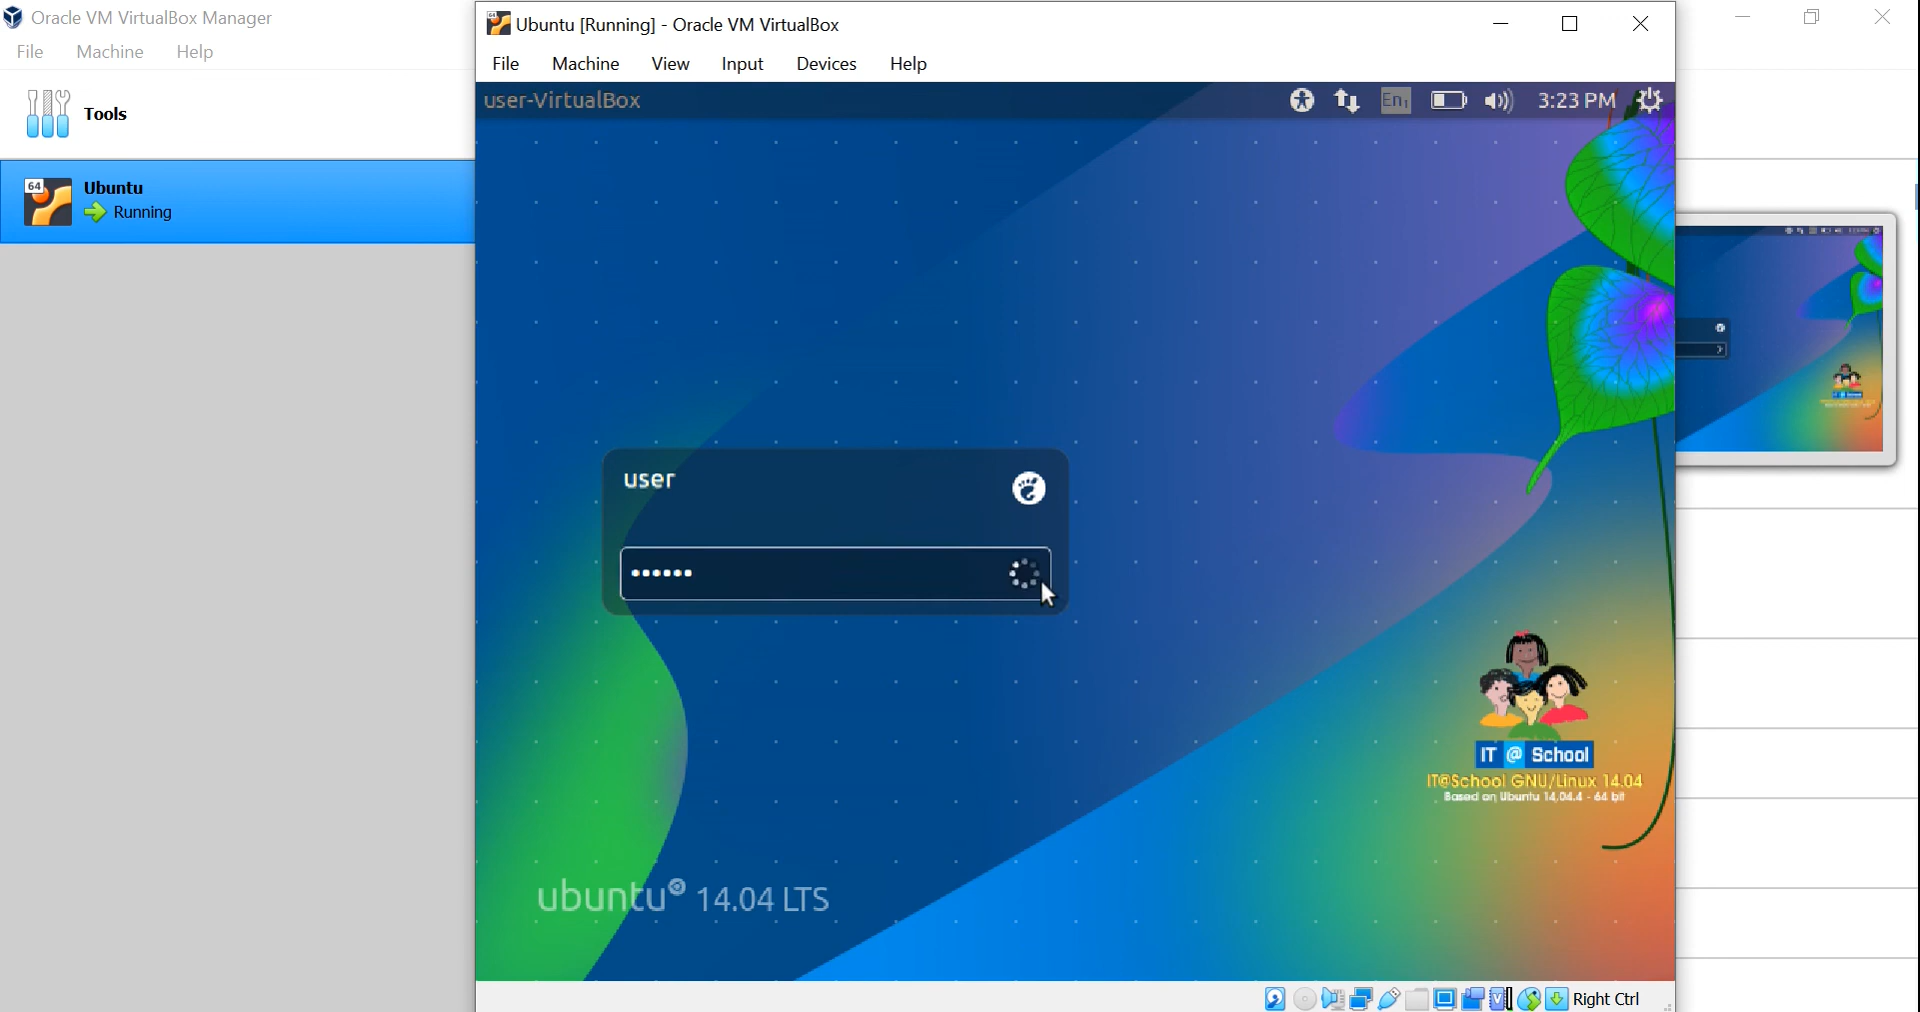 Oracle VM VirtualBox Manager
File Machine Help
Tools
64
Ubuntu
Running
Ubuntu [Running] - Oracle VM VirtualBox
File Machine View Input Devices Help
user-VirtualBox
En₁
3:23 PM
user
IT @ School
IT@School GNU/Linux 14.04
Based on Ubuntu 14.04.4 - 64 bit
ubuntu® 14.04 LTS
Right Ctrl